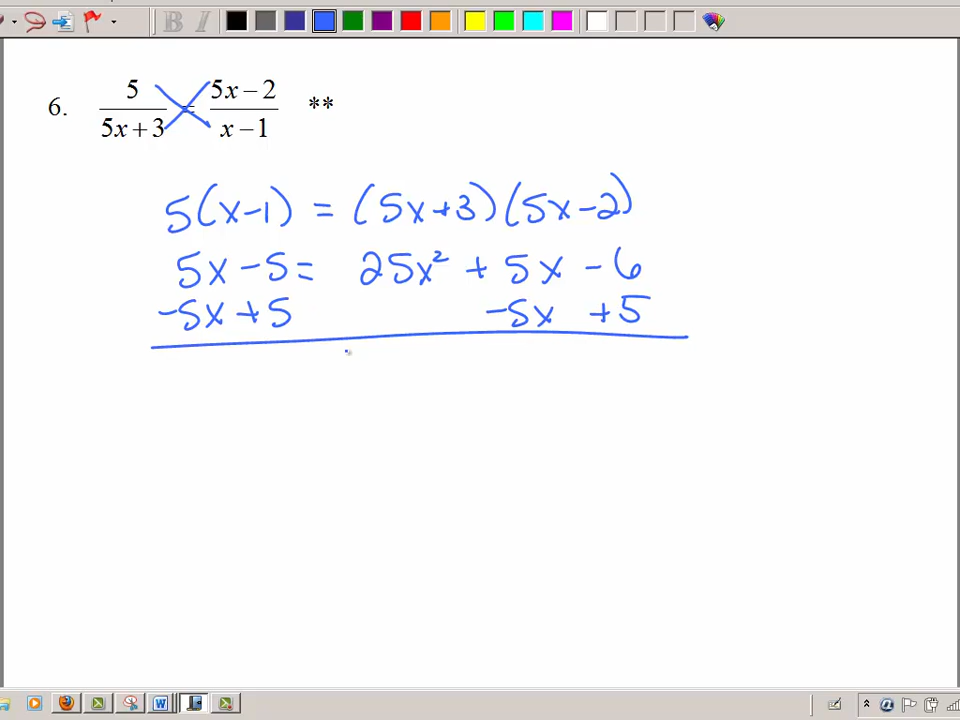 B I
6. 5/(5x + 3) = (5x − 2)/(x − 1) **
5(x-1) = (5x+3)(5x-2)
5x - 5 = 25x² + 5x - 6
-5x + 5 -5x + 5